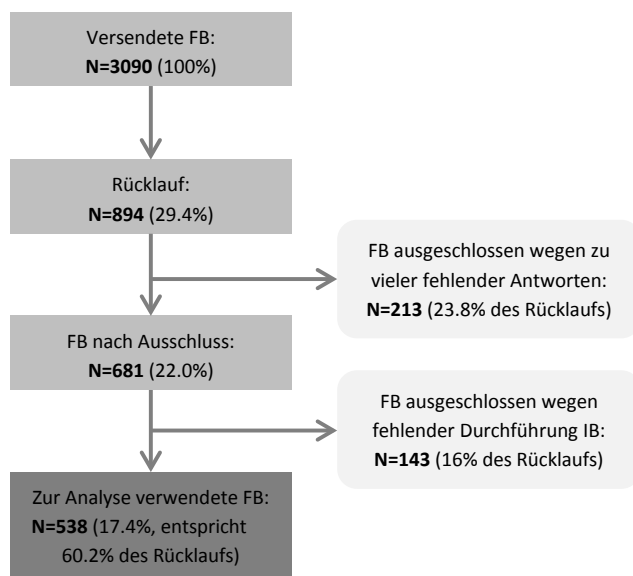 Versendete FB:
N=3090 (100%)
Rücklauf:
N=894 (29.4%)
FB ausgeschlossen wegen zu
vieler fehlender Antworten:
N=213 (23.8% des Rücklaufs)
FB nach Ausschluss:
N=681 (22.0%)
FB ausgeschlossen wegen
fehlender Durchführung IB:
N=143 (16% des Rücklaufs)
Zur Analyse verwendete FB:
N=538 (17.4%, entspricht
60.2% des Rücklaufs)